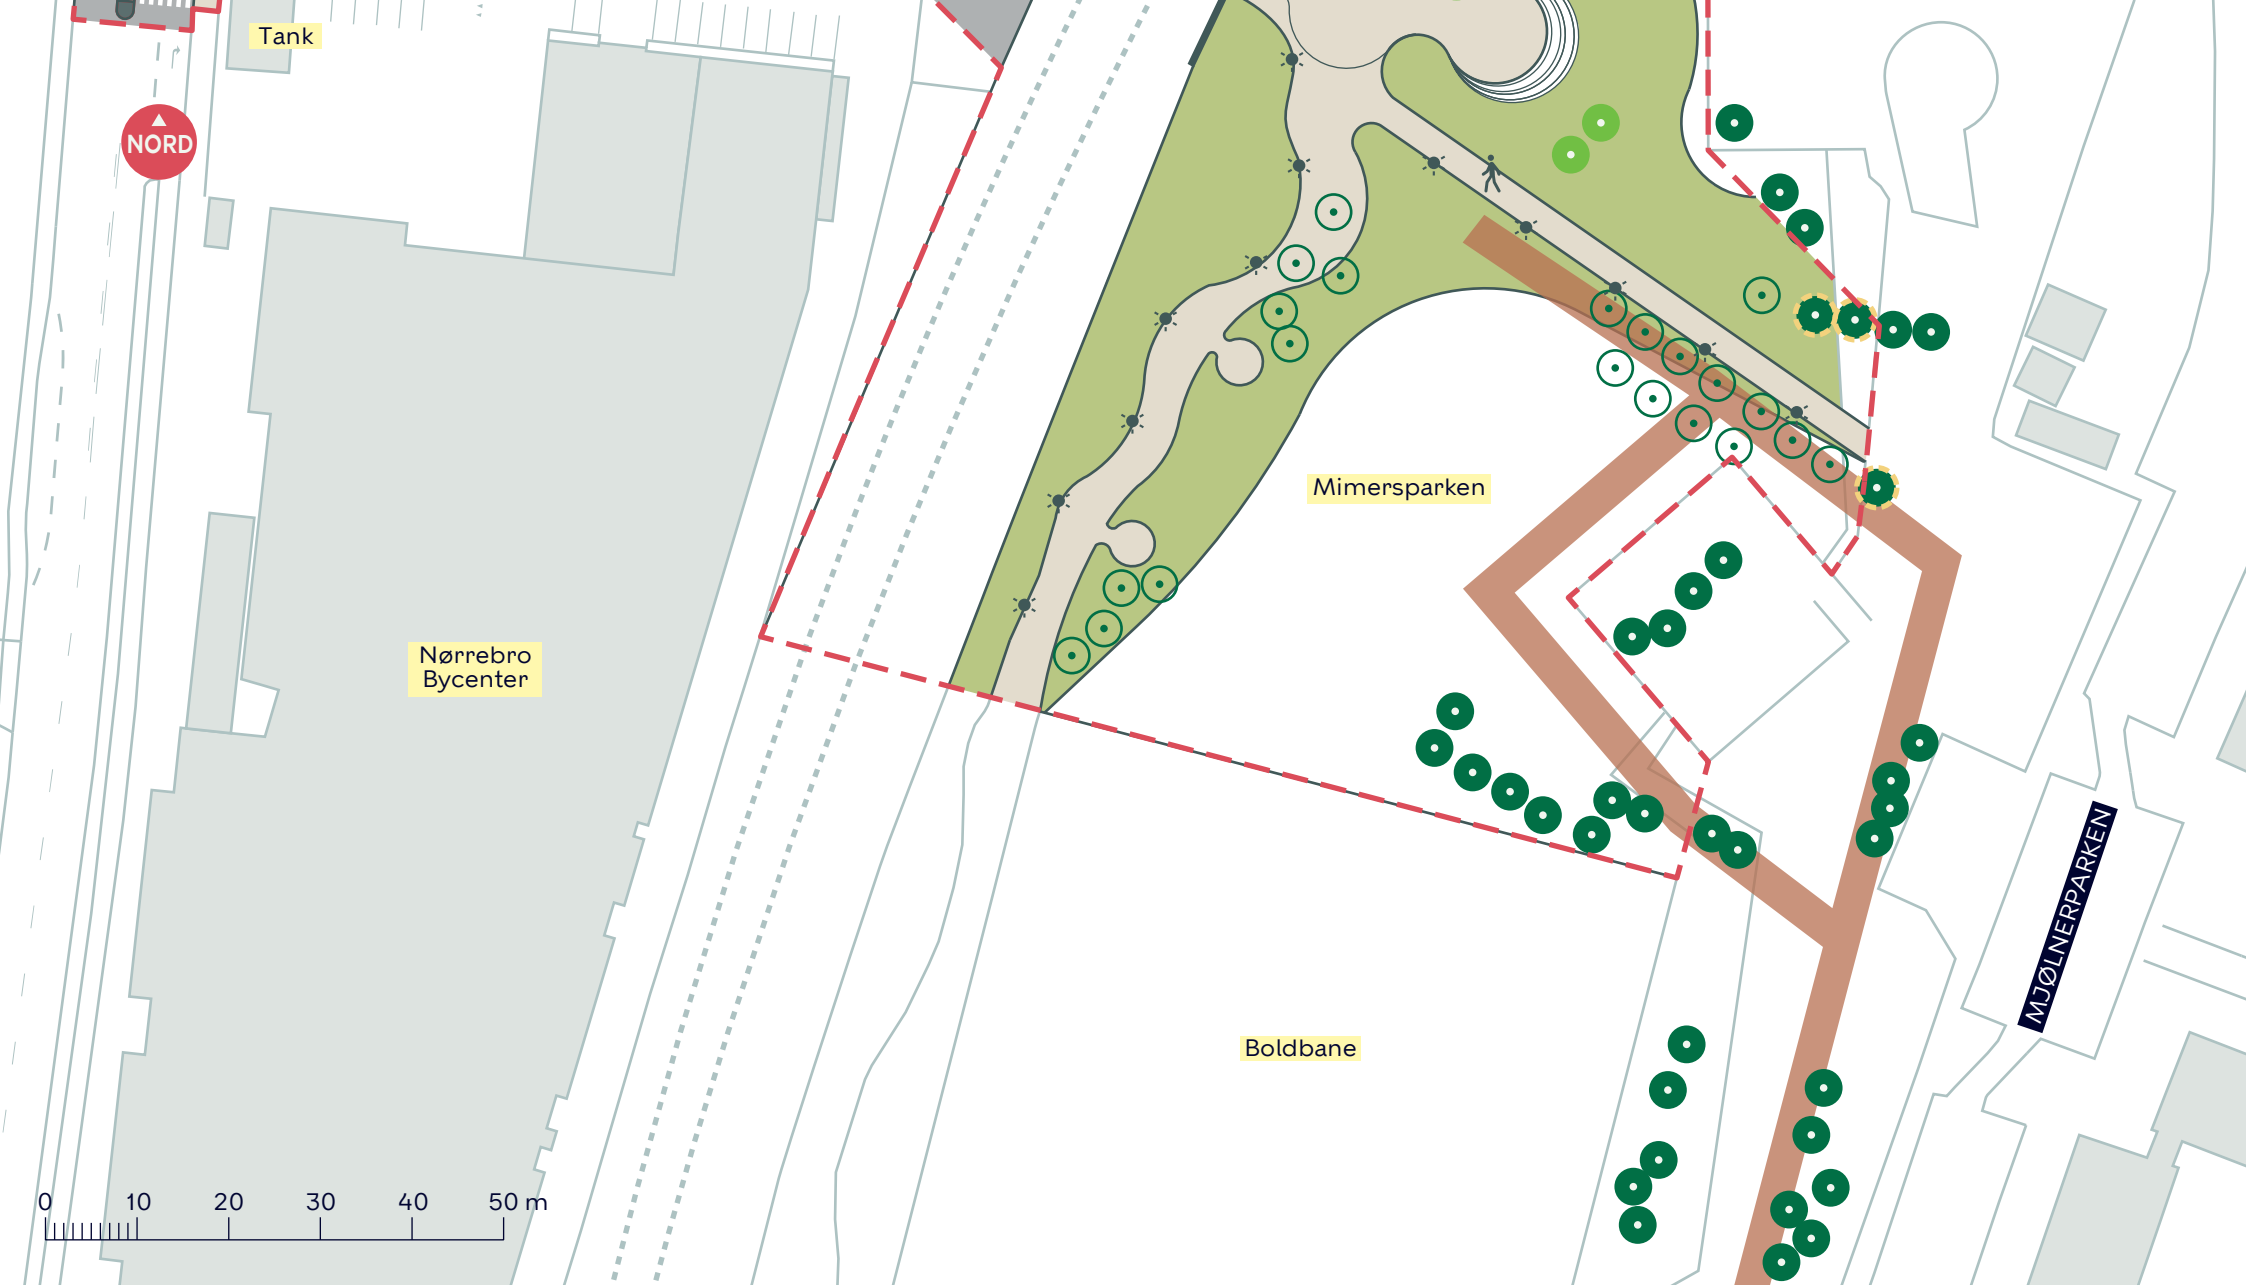 Tank
NORD
Mimersparken
Nørrebro
Bycenter
MJØLNERPARKEN
Boldbane
0 10 20 30 40 50 m